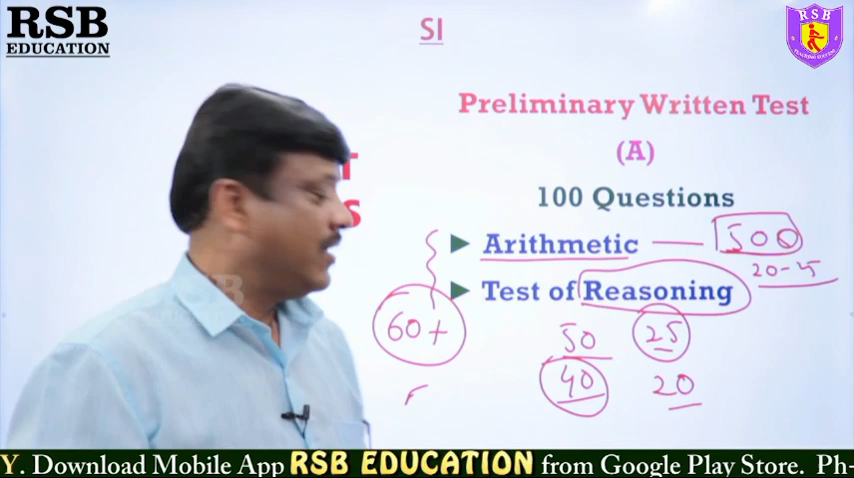 RSB
EDUCATION
SI
RSB
Preliminary Written Test
(A)
100 Questions
Arithmetic — 500
20-25
Test of Reasoning
60+
50
25
40
20
RSB
Y. Download Mobile App RSB EDUCATION from Google Play Store. Ph-